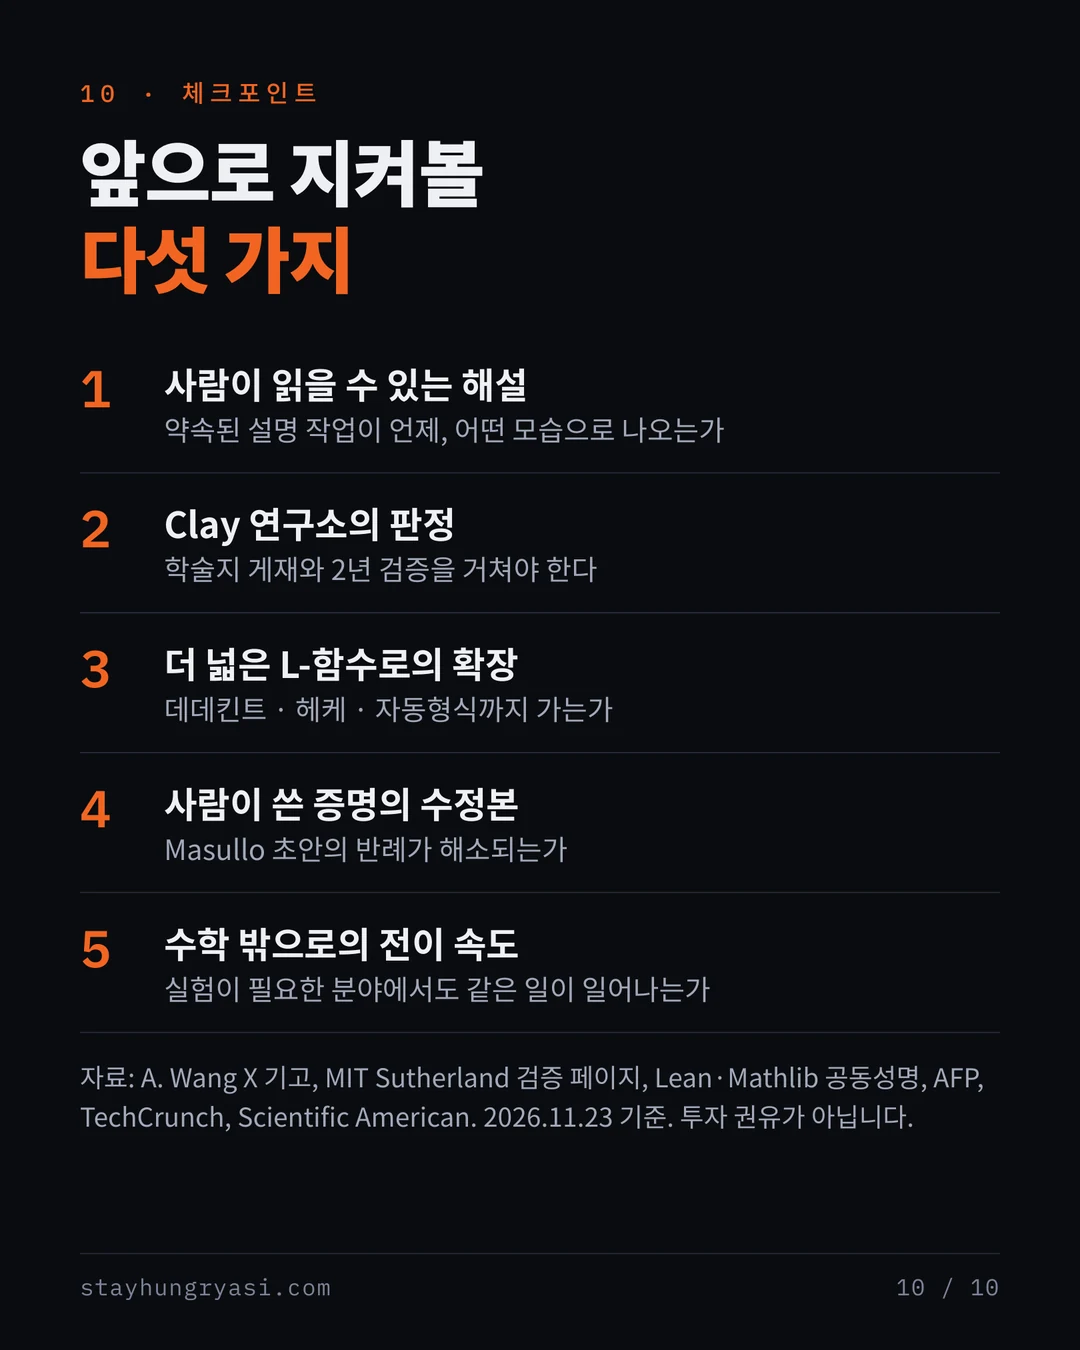 10 · 체크포인트
앞으로 지켜볼
다섯 가지
1 사람이 읽을 수 있는 해설
약속된 설명 작업이 언제, 어떤 모습으로 나오는가
2 Clay 연구소의 판정
학술지 게재와 2년 검증을 거쳐야 한다
3 더 넓은 L-함수로의 확장
데데킨트 · 헤케 · 자동형식까지 가는가
4 사람이 쓴 증명의 수정본
Masullo 초안의 반례가 해소되는가
5 수학 밖으로의 전이 속도
실험이 필요한 분야에서도 같은 일이 일어나는가
자료: A. Wang X 기고, MIT Sutherland 검증 페이지, Lean·Mathlib 공동성명, AFP,
TechCrunch, Scientific American. 2026.11.23 기준. 투자 권유가 아닙니다.
stayhungryasi.com
10 / 10